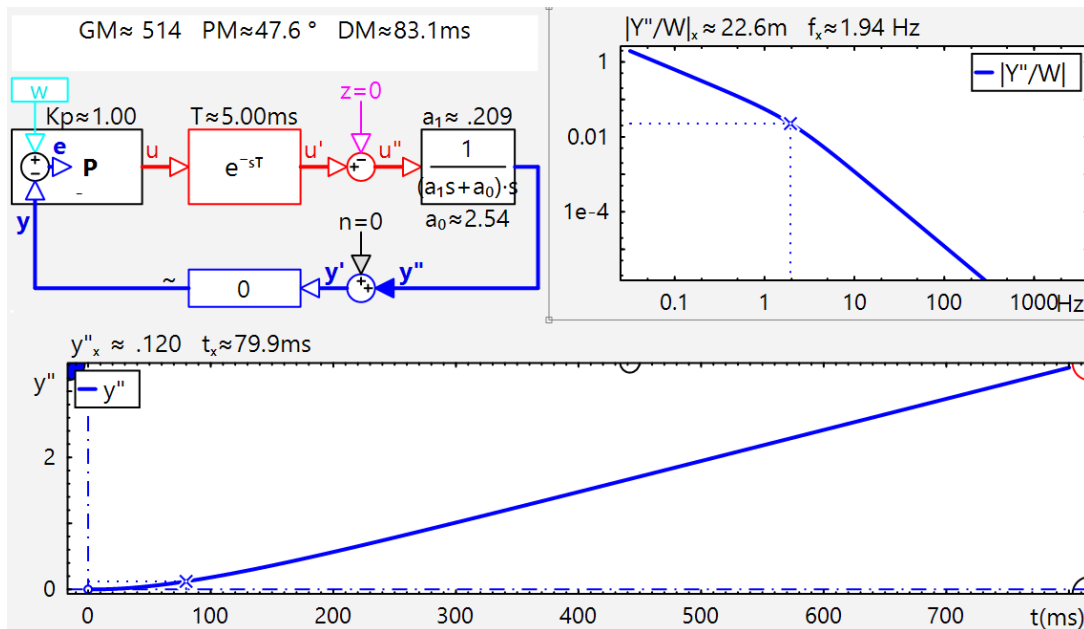 GM≈ 514 PM≈47.6 ° DM≈83.1ms
w
Kp≈1.00
e
P
-
y
u
T≈5.00ms
e⁻ˢᵀ
u'
z=0
u"
a₁≈ .209
1
(a₁s+a₀)·s
a₀≈2.54
n=0
~
0
y'
y"
|Y"/W|ₓ≈22.6m fₓ≈1.94 Hz
|Y"/W|
1
0.01
1e-4
0.1 1 10 100 1000 Hz
y"ₓ ≈ .120 tₓ≈79.9ms
y"
y"
2
0
0 100 200 300 400 500 600 700 t(ms)